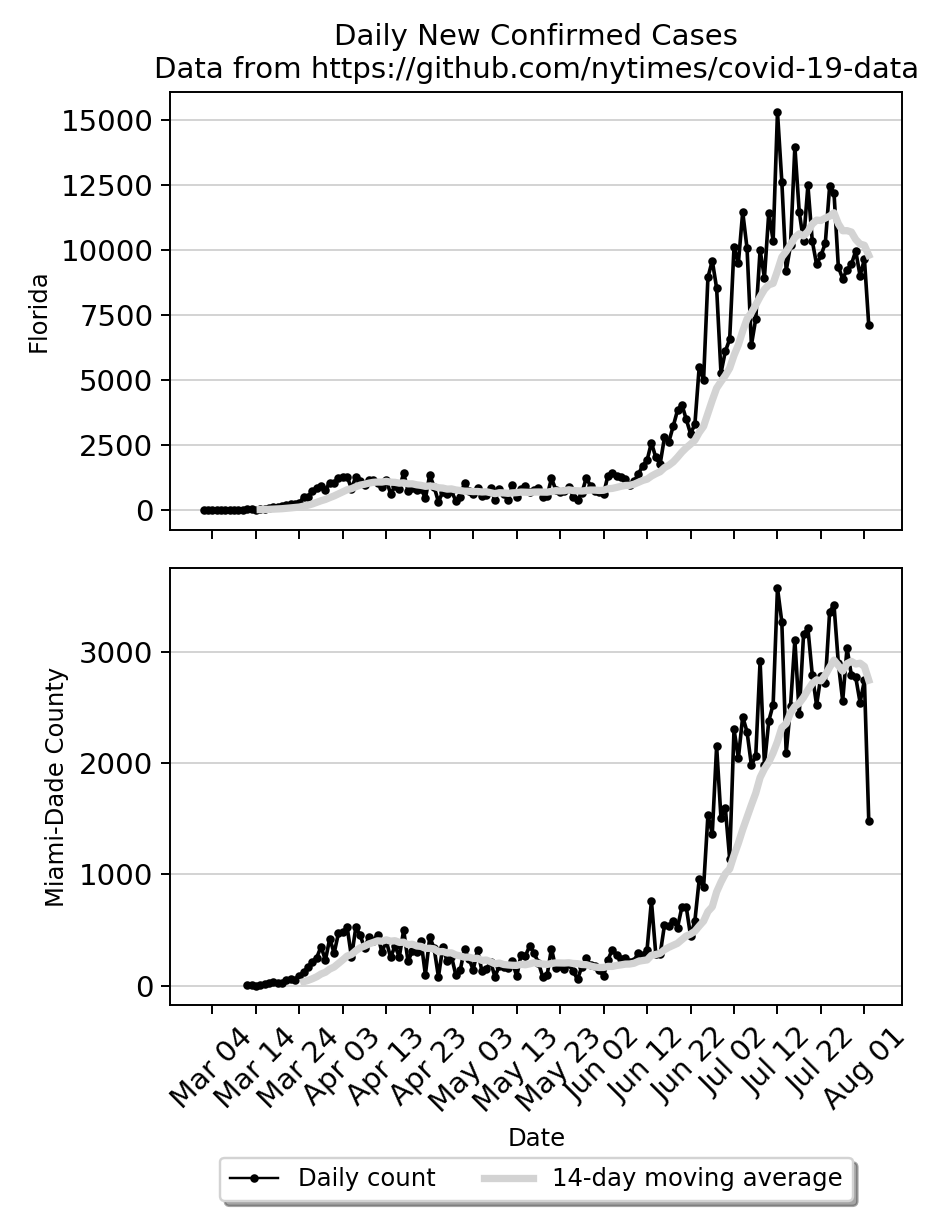 Daily New Confirmed Cases
Data from https://github.com/nytimes/covid-19-data
15000
12500
10000
7500
5000
2500
0
Florida
3000
2000
1000
0
Miami-Dade County
Mar 04
Mar 14
Mar 24
Apr 03
Apr 13
Apr 23
May 03
May 13
May 23
Jun 02
Jun 12
Jun 22
Jul 02
Jul 12
Jul 22
Aug 01
Date
Daily count
14-day moving average